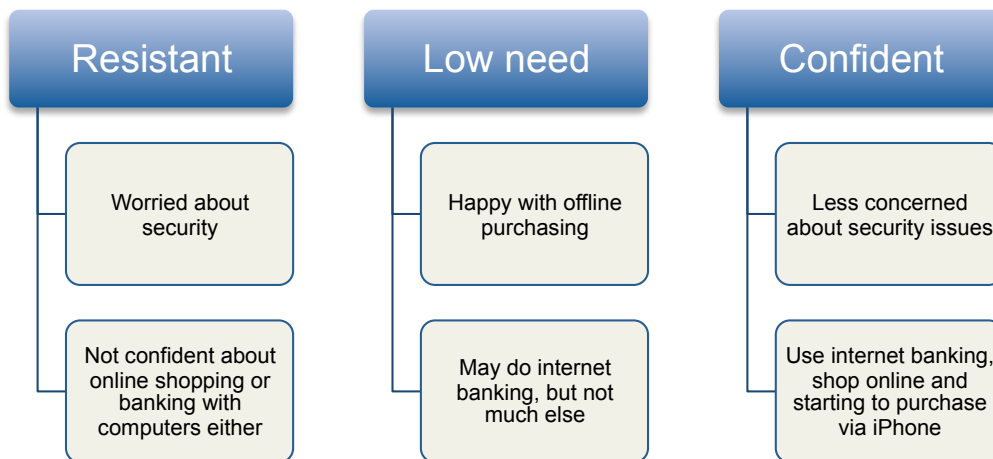 Resistant
Worried about
security
Not confident about
online shopping or
banking with
computers either
Low need
Happy with offline
purchasing
May do internet
banking, but not
much else
Confident
Less concerned
about security issues
Use internet banking,
shop online and
starting to purchase
via iPhone